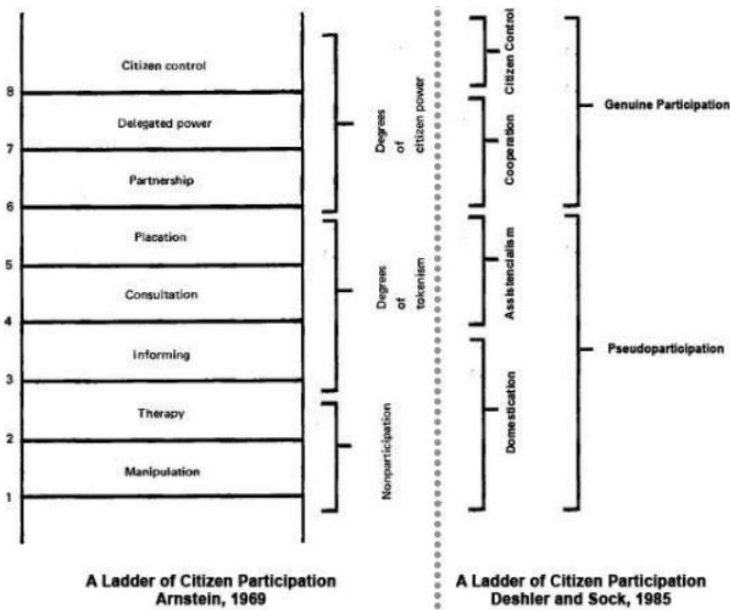 Citizen control
8
Delegated power
7
Partnership
6
Placation
5
Consultation
4
Informing
3
Therapy
2
Manipulation
1
Degrees
of
citizen power
Degrees
of
tokenism
Nonparticipation
Citizen Control
Cooperation
Assistencialism
Domestication
Genuine Participation
Pseudoparticipation
A Ladder of Citizen Participation
Arnstein, 1969
A Ladder of Citizen Participation
Deshler and Sock, 1985